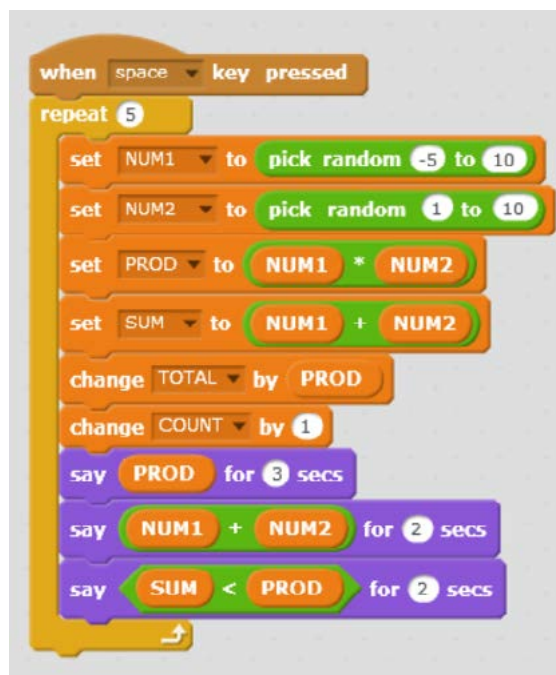 when space key pressed
repeat 5
set NUM1 to pick random -5 to 10
set NUM2 to pick random 1 to 10
set PROD to NUM1 * NUM2
set SUM to NUM1 + NUM2
change TOTAL by PROD
change COUNT by 1
say PROD for 3 secs
say NUM1 + NUM2 for 2 secs
say SUM < PROD for 2 secs